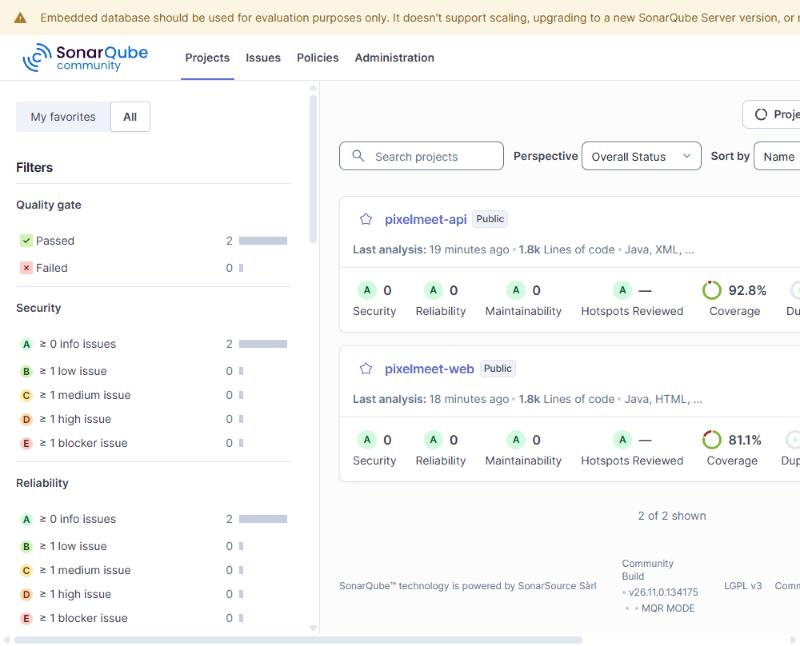 Embedded database should be used for evaluation purposes only. It doesn't support scaling, upgrading to a new SonarQube Server version, or
SonarQube
community
Projects Issues Policies Administration
My favorites All
Filters
Quality gate
Passed 2
Failed 0
Security
A ≥ 0 info issues 2
B ≥ 1 low issue 0
C ≥ 1 medium issue 0
D ≥ 1 high issue 0
E ≥ 1 blocker issue 0
Reliability
A ≥ 0 info issues 2
B ≥ 1 low issue 0
C ≥ 1 medium issue 0
D ≥ 1 high issue 0
E ≥ 1 blocker issue 0
Search projects Perspective Overall Status Sort by Name
pixelmeet-api Public
Last analysis: 19 minutes ago • 1.8k Lines of code • Java, XML, ...
A 0 A 0 A 0 A — 92.8%
Security Reliability Maintainability Hotspots Reviewed Coverage
pixelmeet-web Public
Last analysis: 18 minutes ago • 1.8k Lines of code • Java, HTML, ...
A 0 A 0 A 0 A — 81.1%
Security Reliability Maintainability Hotspots Reviewed Coverage
2 of 2 shown
SonarQube™ technology is powered by SonarSource Sàrl
Community
Build
• v26.11.0.134175
• • MQR MODE
LGPL v3